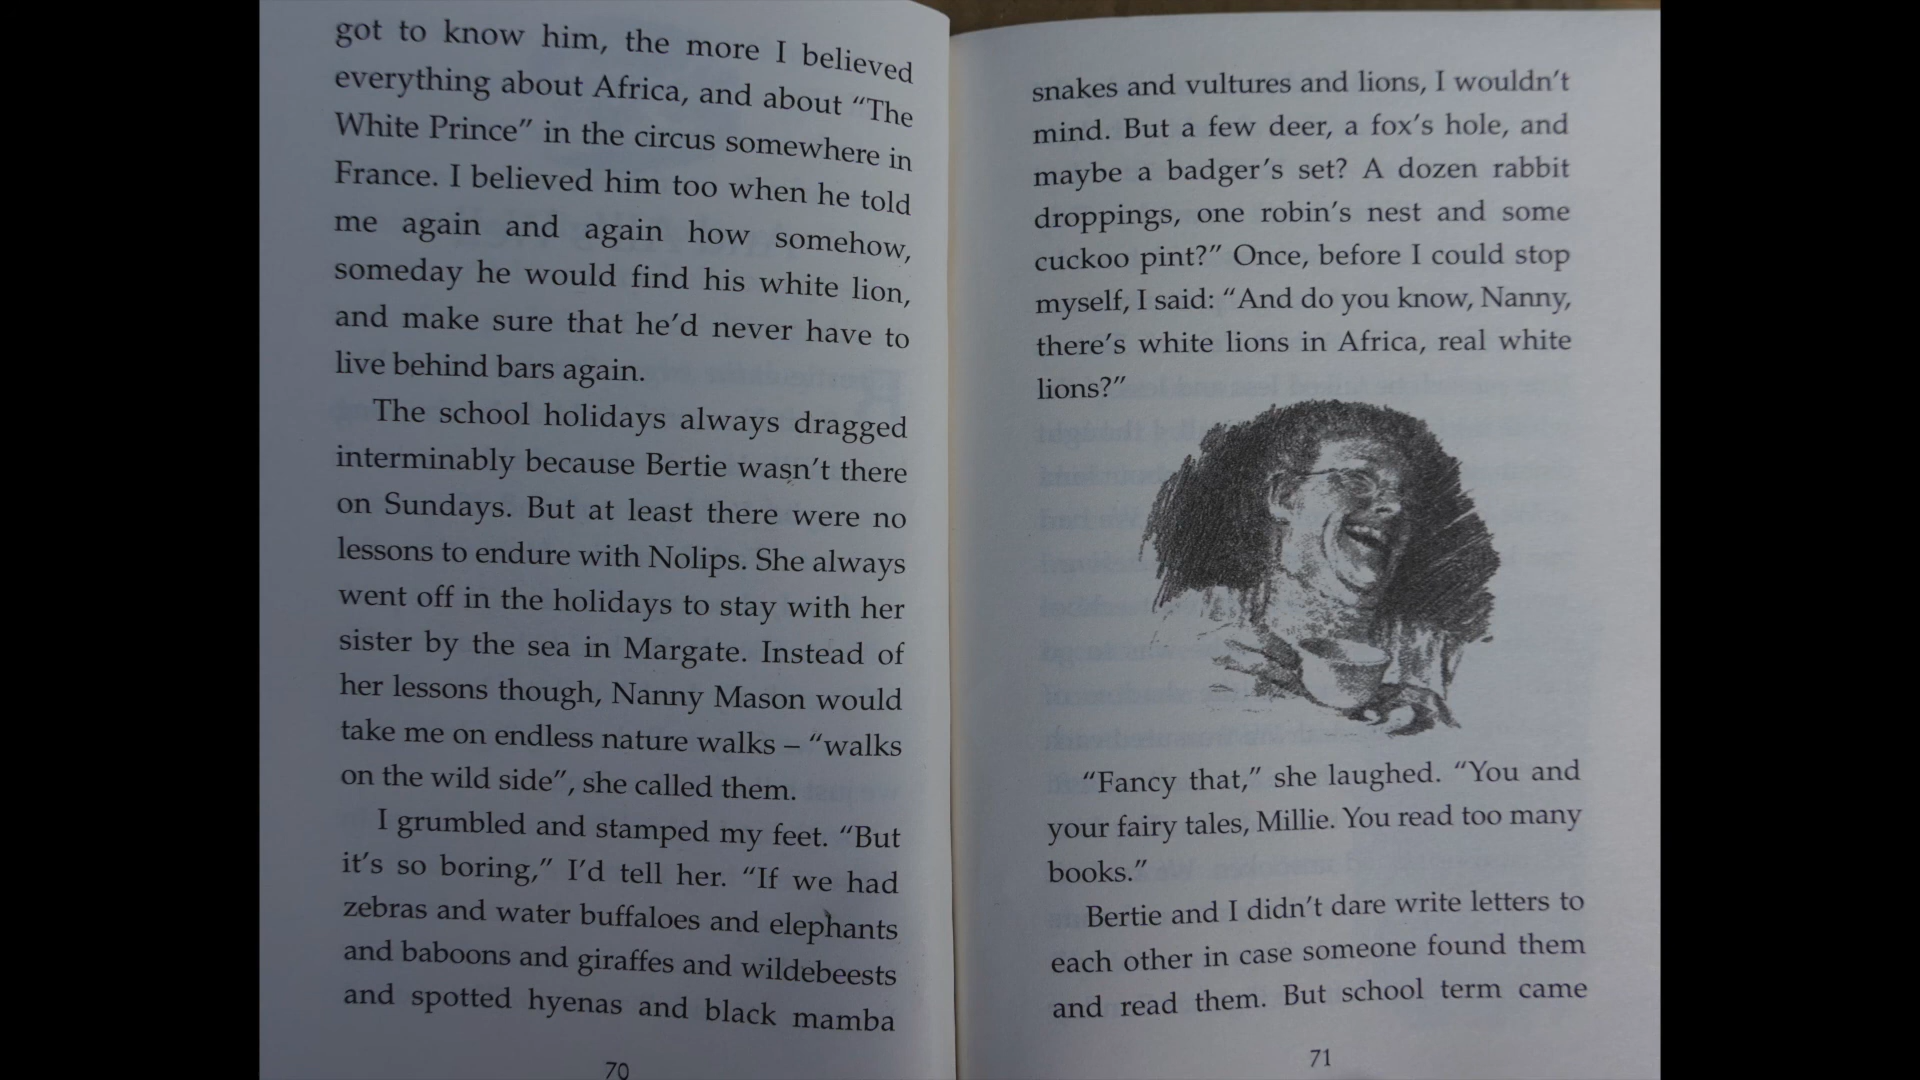 got to know him, the more I believed
everything about Africa, and about “The
White Prince” in the circus somewhere in
France. I believed him too when he told
me again and again how somehow,
someday he would find his white lion,
and make sure that he’d never have to
live behind bars again.
The school holidays always dragged
interminably because Bertie wasn’t there
on Sundays. But at least there were no
lessons to endure with Nolips. She always
went off in the holidays to stay with her
sister by the sea in Margate. Instead of
her lessons though, Nanny Mason would
take me on endless nature walks – “walks
on the wild side”, she called them.
I grumbled and stamped my feet. “But
it’s so boring,” I’d tell her. “If we had
zebras and water buffaloes and elephants
and baboons and giraffes and wildebeests
and spotted hyenas and black mamba
70
snakes and vultures and lions, I wouldn’t
mind. But a few deer, a fox’s hole, and
maybe a badger’s set? A dozen rabbit
droppings, one robin’s nest and some
cuckoo pint?” Once, before I could stop
myself, I said: “And do you know, Nanny,
there’s white lions in Africa, real white
lions?”
“Fancy that,” she laughed. “You and
your fairy tales, Millie. You read too many
books.”
Bertie and I didn’t dare write letters to
each other in case someone found them
and read them. But school term came
71